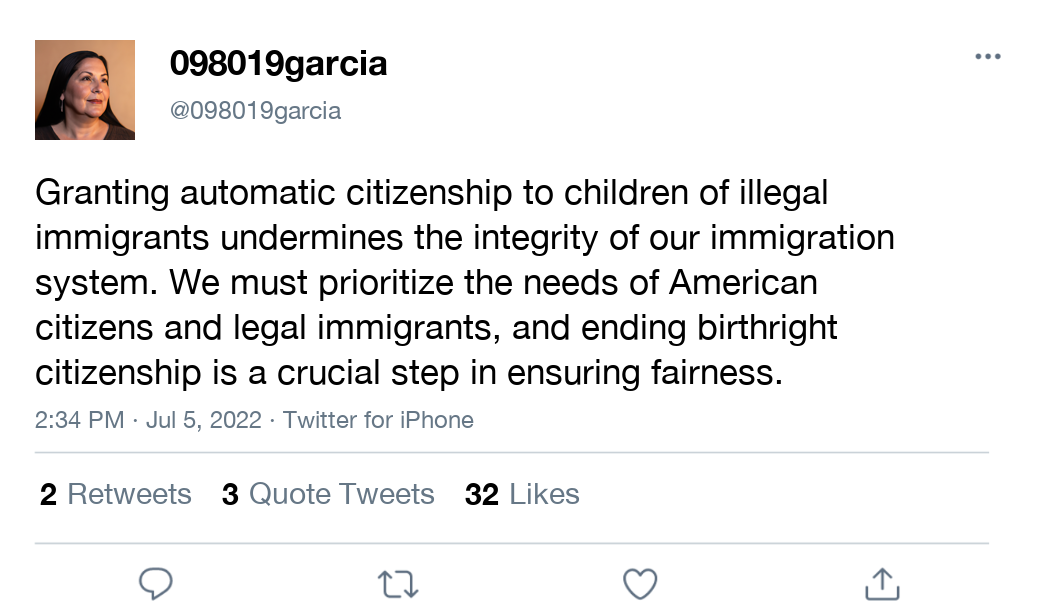 098019garcia
@098019garcia
Granting automatic citizenship to children of illegal
immigrants undermines the integrity of our immigration
system. We must prioritize the needs of American
citizens and legal immigrants, and ending birthright
citizenship is a crucial step in ensuring fairness.
2:34 PM · Jul 5, 2022 · Twitter for iPhone
2 Retweets 3 Quote Tweets 32 Likes